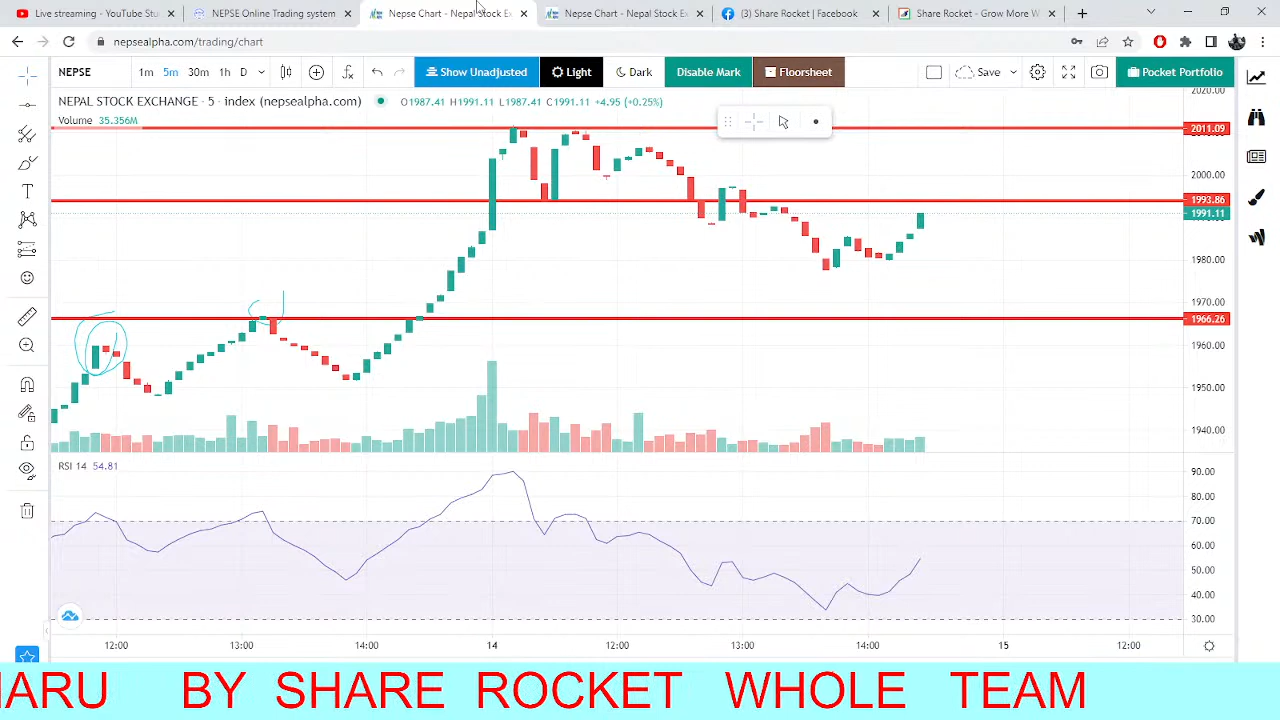 Live streaming - YouTube Stu
NEPSE Online Trading system
Nepse Chart - Nepal Stock Ex
Nepse Chart - Nepal Stock Ex
(3) Share Rocket | Facebook
Share Rocket - Grow More W
nepsealpha.com/trading/chart
NEPSE 1m 5m 30m 1h D Show Unadjusted Light Dark Disable Mark Floorsheet Save Pocket Portfolio
NEPAL STOCK EXCHANGE · 5 · index (nepsealpha.com) O1987.41 H1991.11 L1987.41 C1991.11 +4.95 (+0.25%)
Volume 35.356M
2020.00
2011.09
2000.00
1993.86
1991.11
1980.00
1970.00
1966.26
1960.00
1950.00
1940.00
RSI 14 54.81
90.00
80.00
70.00
60.00
50.00
40.00
30.00
12:00 13:00 14:00 14 12:00 13:00 14:00 15 12:00
HARU BY SHARE ROCKET WHOLE TEAM